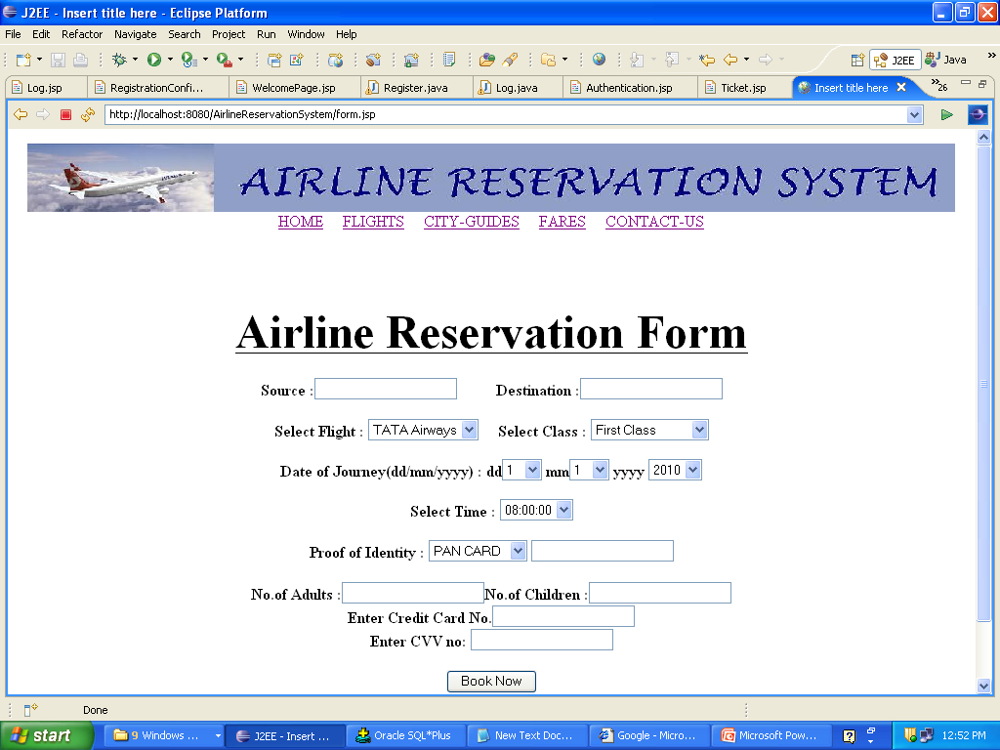 J2EE - Insert title here - Eclipse Platform
File Edit Refactor Navigate Search Project Run Window Help
J2EE Java »
Log.jsp RegistrationConfi... WelcomePage.jsp Register.java Log.java Authentication.jsp Ticket.jsp Insert title here »26
http://localhost:8080/AirlineReservationSystem/form.jsp
AIRLINE RESERVATION SYSTEM
HOME FLIGHTS CITY-GUIDES FARES CONTACT-US
Airline Reservation Form
Source : Destination :
Select Flight : TATA Airways Select Class : First Class
Date of Journey(dd/mm/yyyy) : dd 1 mm 1 yyyy 2010
Select Time : 08:00:00
Proof of Identity : PAN CARD
No.of Adults : No.of Children :
Enter Credit Card No.
Enter CVV no:
Book Now
Done
start 9 Windows ... J2EE - Insert ... Oracle SQL*Plus New Text Doc... Google - Micro... Microsoft Pow... 12:52 PM